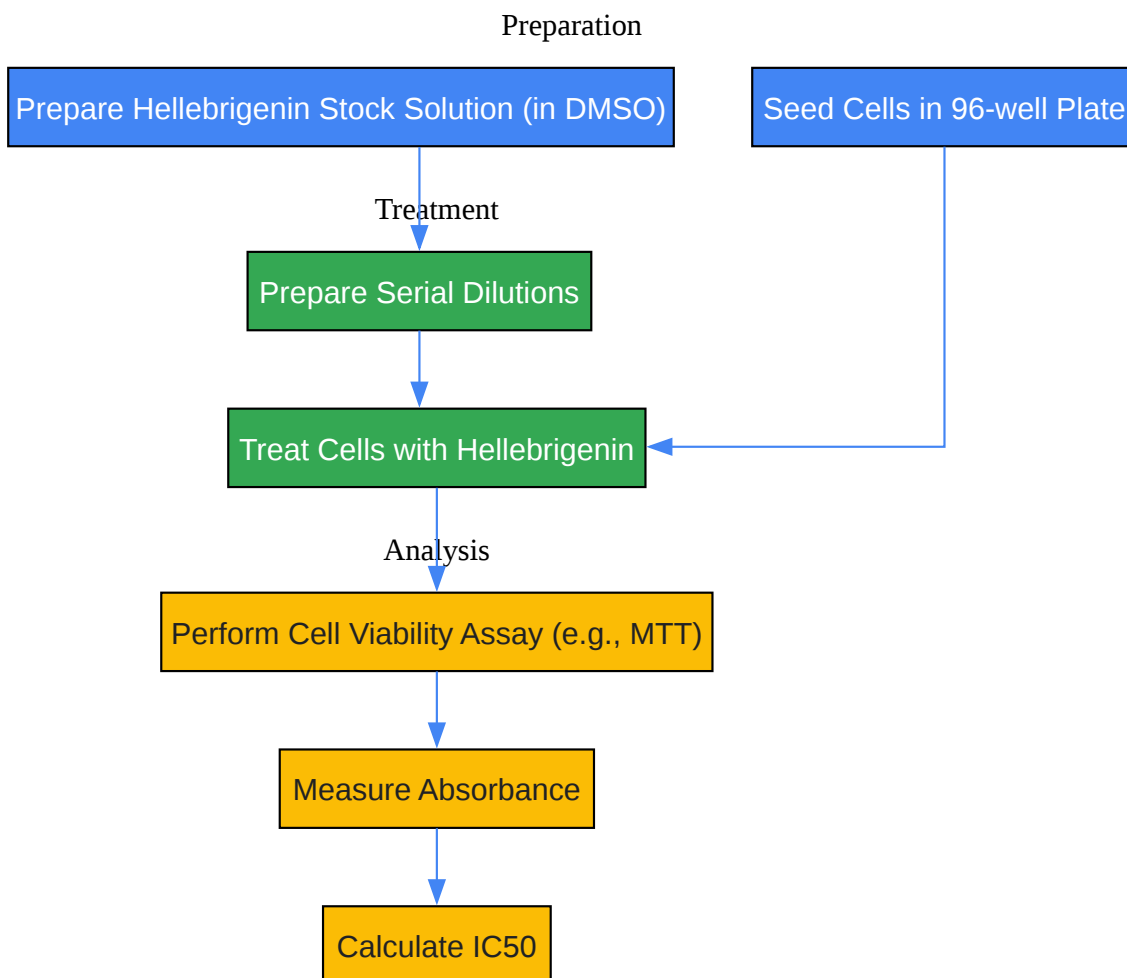 Preparation
Prepare Hellebrigenin Stock Solution (in DMSO)
Seed Cells in 96-well Plate
Treatment
Prepare Serial Dilutions
Treat Cells with Hellebrigenin
Analysis
Perform Cell Viability Assay (e.g., MTT)
Measure Absorbance
Calculate IC50